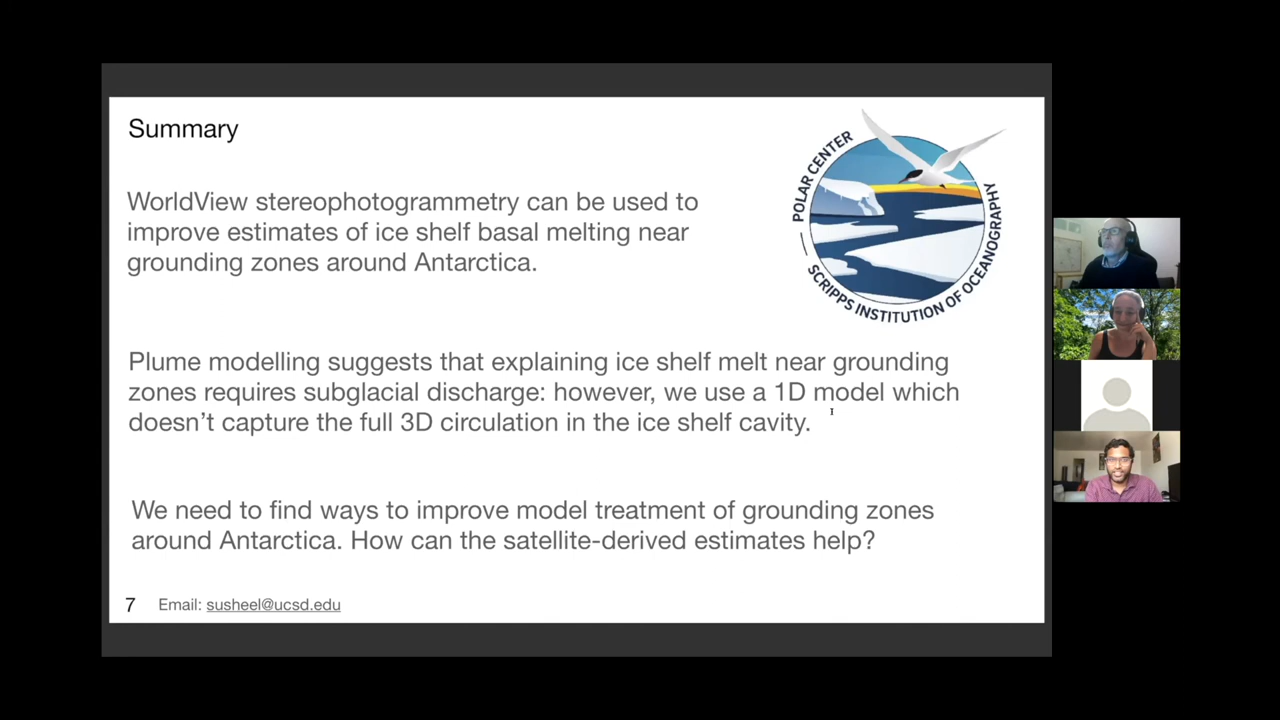 Summary
WorldView stereophotogrammetry can be used to
improve estimates of ice shelf basal melting near
grounding zones around Antarctica.
POLAR CENTER — SCRIPPS INSTITUTION OF OCEANOGRAPHY
Plume modelling suggests that explaining ice shelf melt near grounding
zones requires subglacial discharge: however, we use a 1D model which
doesn’t capture the full 3D circulation in the ice shelf cavity.
We need to find ways to improve model treatment of grounding zones
around Antarctica. How can the satellite-derived estimates help?
7 Email: susheel@ucsd.edu